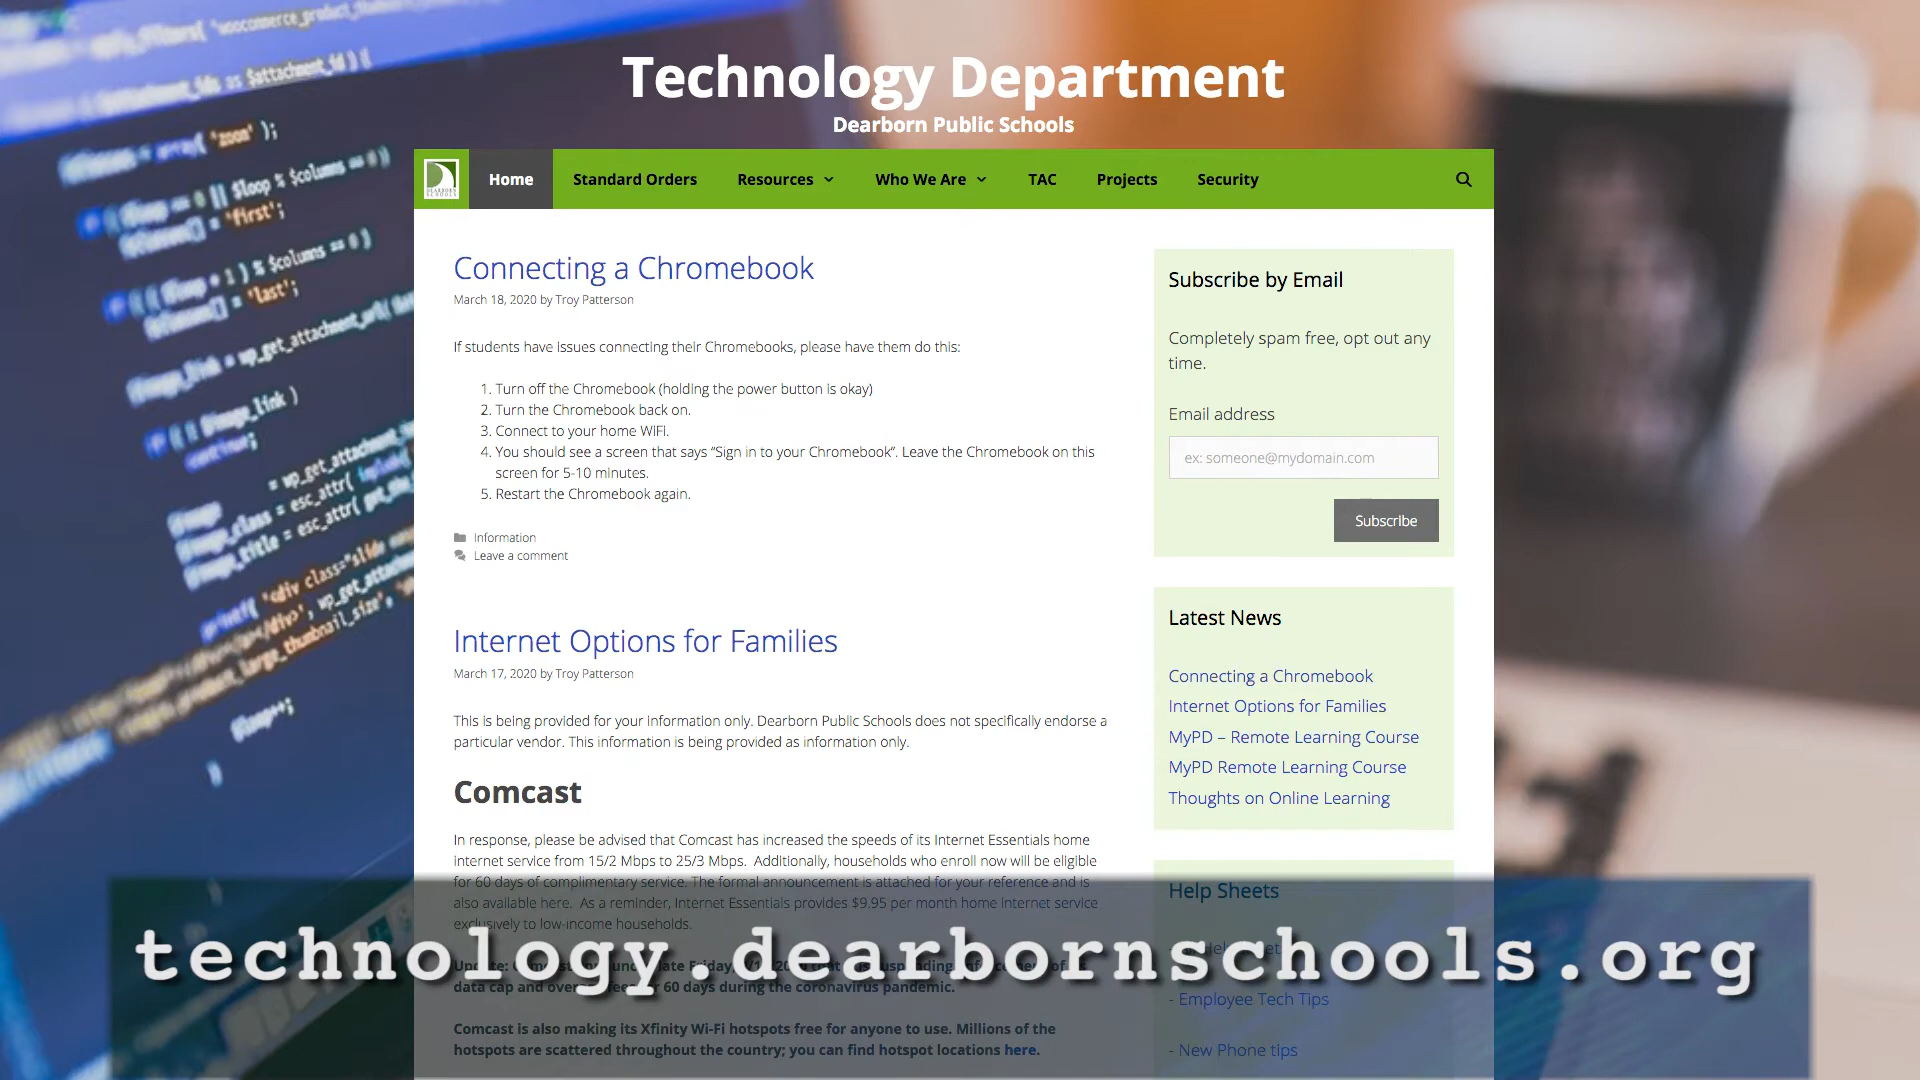 Technology Department
Dearborn Public Schools
Home
Standard Orders
Resources
Who We Are
TAC
Projects
Security
Connecting a Chromebook
March 18, 2020 by Troy Patterson
If students have issues connecting their Chromebooks, please have them do this:
1. Turn off the Chromebook (holding the power button is okay)
2. Turn the Chromebook back on.
3. Connect to your home WiFi.
4. You should see a screen that says “Sign in to your Chromebook”. Leave the Chromebook on this
screen for 5-10 minutes.
5. Restart the Chromebook again.
Information
Leave a comment
Internet Options for Families
March 17, 2020 by Troy Patterson
This is being provided for your information only. Dearborn Public Schools does not specifically endorse a
particular vendor. This information is being provided as information only.
Comcast
In response, please be advised that Comcast has increased the speeds of its Internet Essentials home
internet service from 15/2 Mbps to 25/3 Mbps. Additionally, households who enroll now will be eligible
for 60 days of complimentary service. The formal announcement is attached for your reference and is
also available here. As a reminder, Internet Essentials provides $9.95 per month home internet service
exclusively to low-income households.
data cap and 60 days during the coronavirus pandemic.
Comcast is also making its Xfinity Wi-Fi hotspots free for anyone to use. Millions of the
hotspots are scattered throughout the country; you can find hotspot locations here.
Subscribe by Email
Completely spam free, opt out any
time.
Email address
ex: someone@mydomain.com
Subscribe
Latest News
Connecting a Chromebook
Internet Options for Families
MyPD – Remote Learning Course
MyPD Remote Learning Course
Thoughts on Online Learning
Help Sheets
- Employee Tech Tips
- New Phone tips
technology.dearbornschools.org